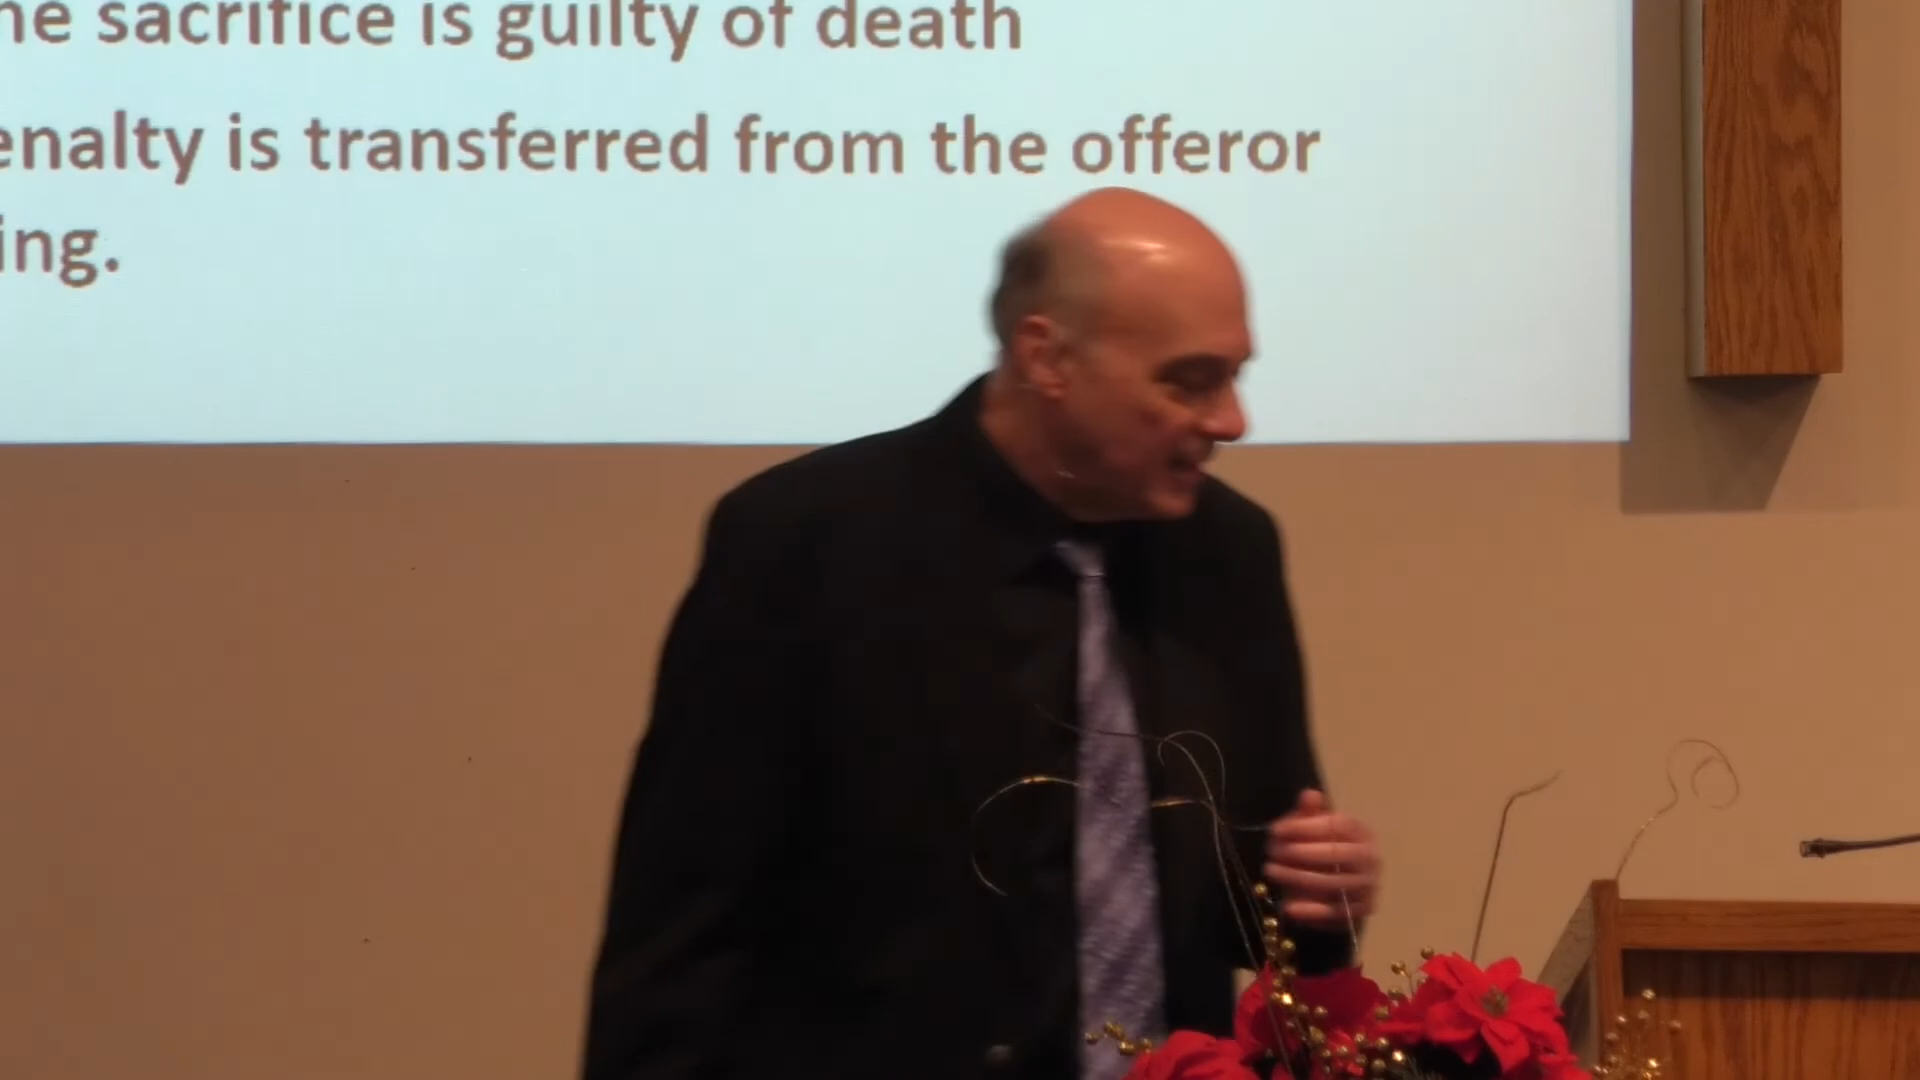 he sacrifice is guilty of death
enalty is transferred from the offeror
ing.